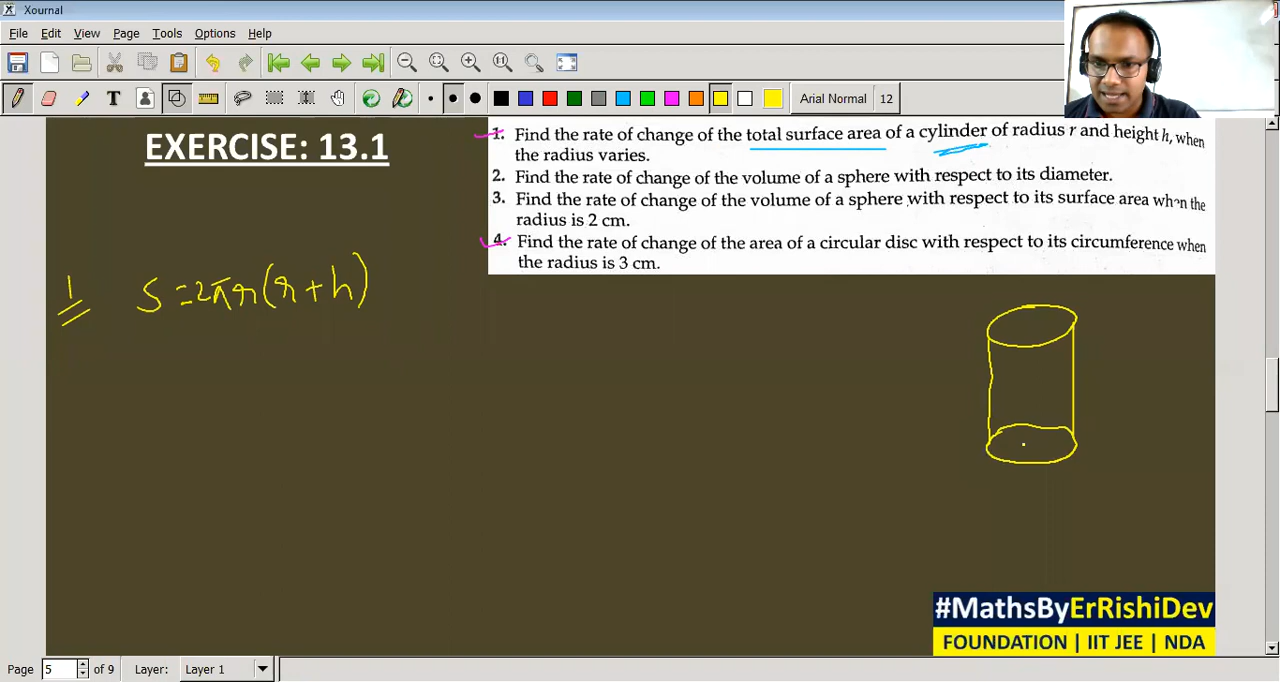 Xournal
File Edit View Page Tools Options Help
Arial Normal 12
EXERCISE: 13.1
1. Find the rate of change of the total surface area of a cylinder of radius r and height h, when
the radius varies.
2. Find the rate of change of the volume of a sphere with respect to its diameter.
3. Find the rate of change of the volume of a sphere with respect to its surface area when the
radius is 2 cm.
4. Find the rate of change of the area of a circular disc with respect to its circumference when
the radius is 3 cm.
1 S=2πr(r+h)
#MathsByErRishiDev
FOUNDATION | IIT JEE | NDA
Page 5 of 9 Layer: Layer 1